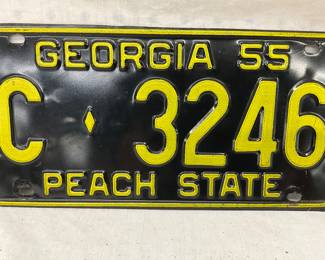 GEORGIA 55
C ♦ 3246
PEACH STATE